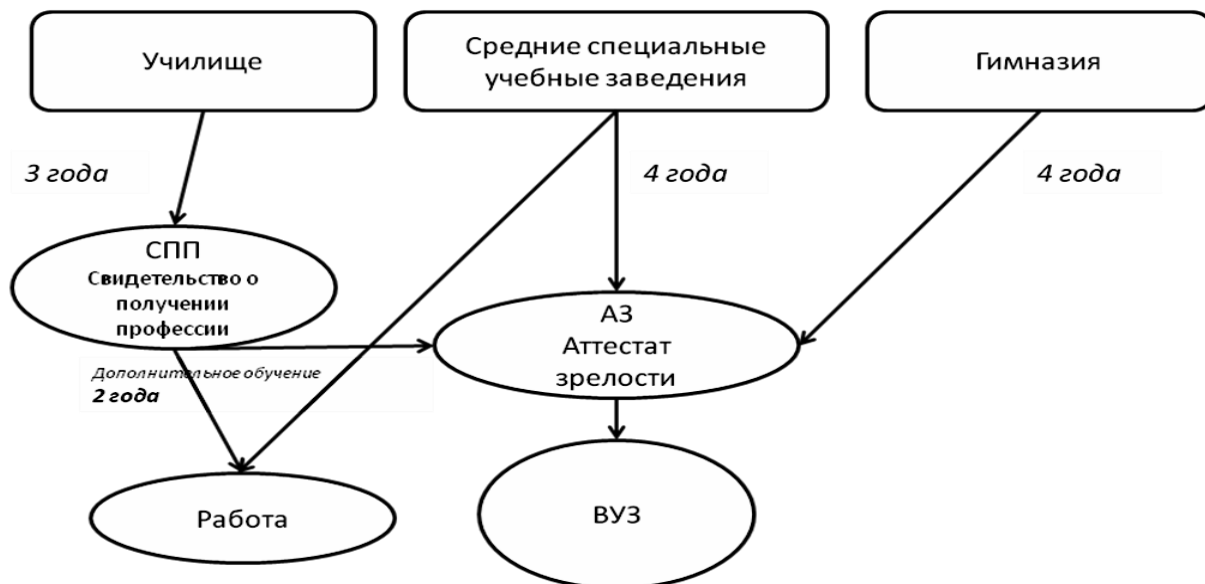 Училище
Средние специальные
учебные заведения
Гимназия
3 года
4 года
4 года
СПП
Свидетельство о
получении
профессии
АЗ
Аттестат
зрелости
Дополнительное обучение
2 года
Работа
ВУЗ